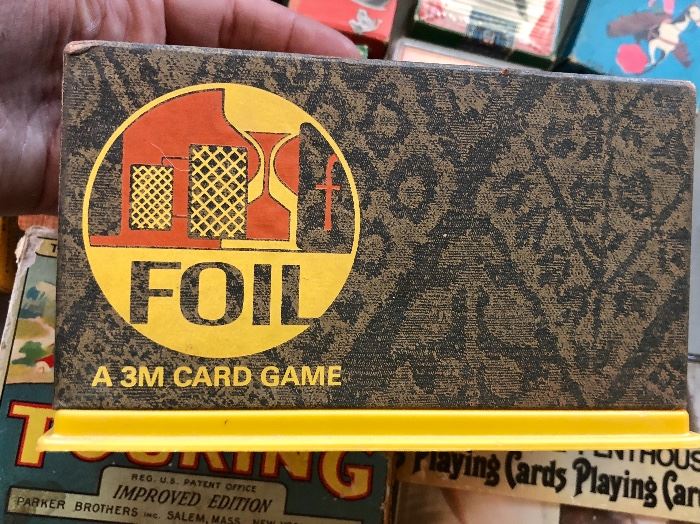 f
FOIL
A 3M CARD GAME
TOURING
REG. U.S. PATENT OFFICE
IMPROVED EDITION
PARKER BROTHERS INC. SALEM, MASS.
PENTHOUS
Playing Cards Playing Car